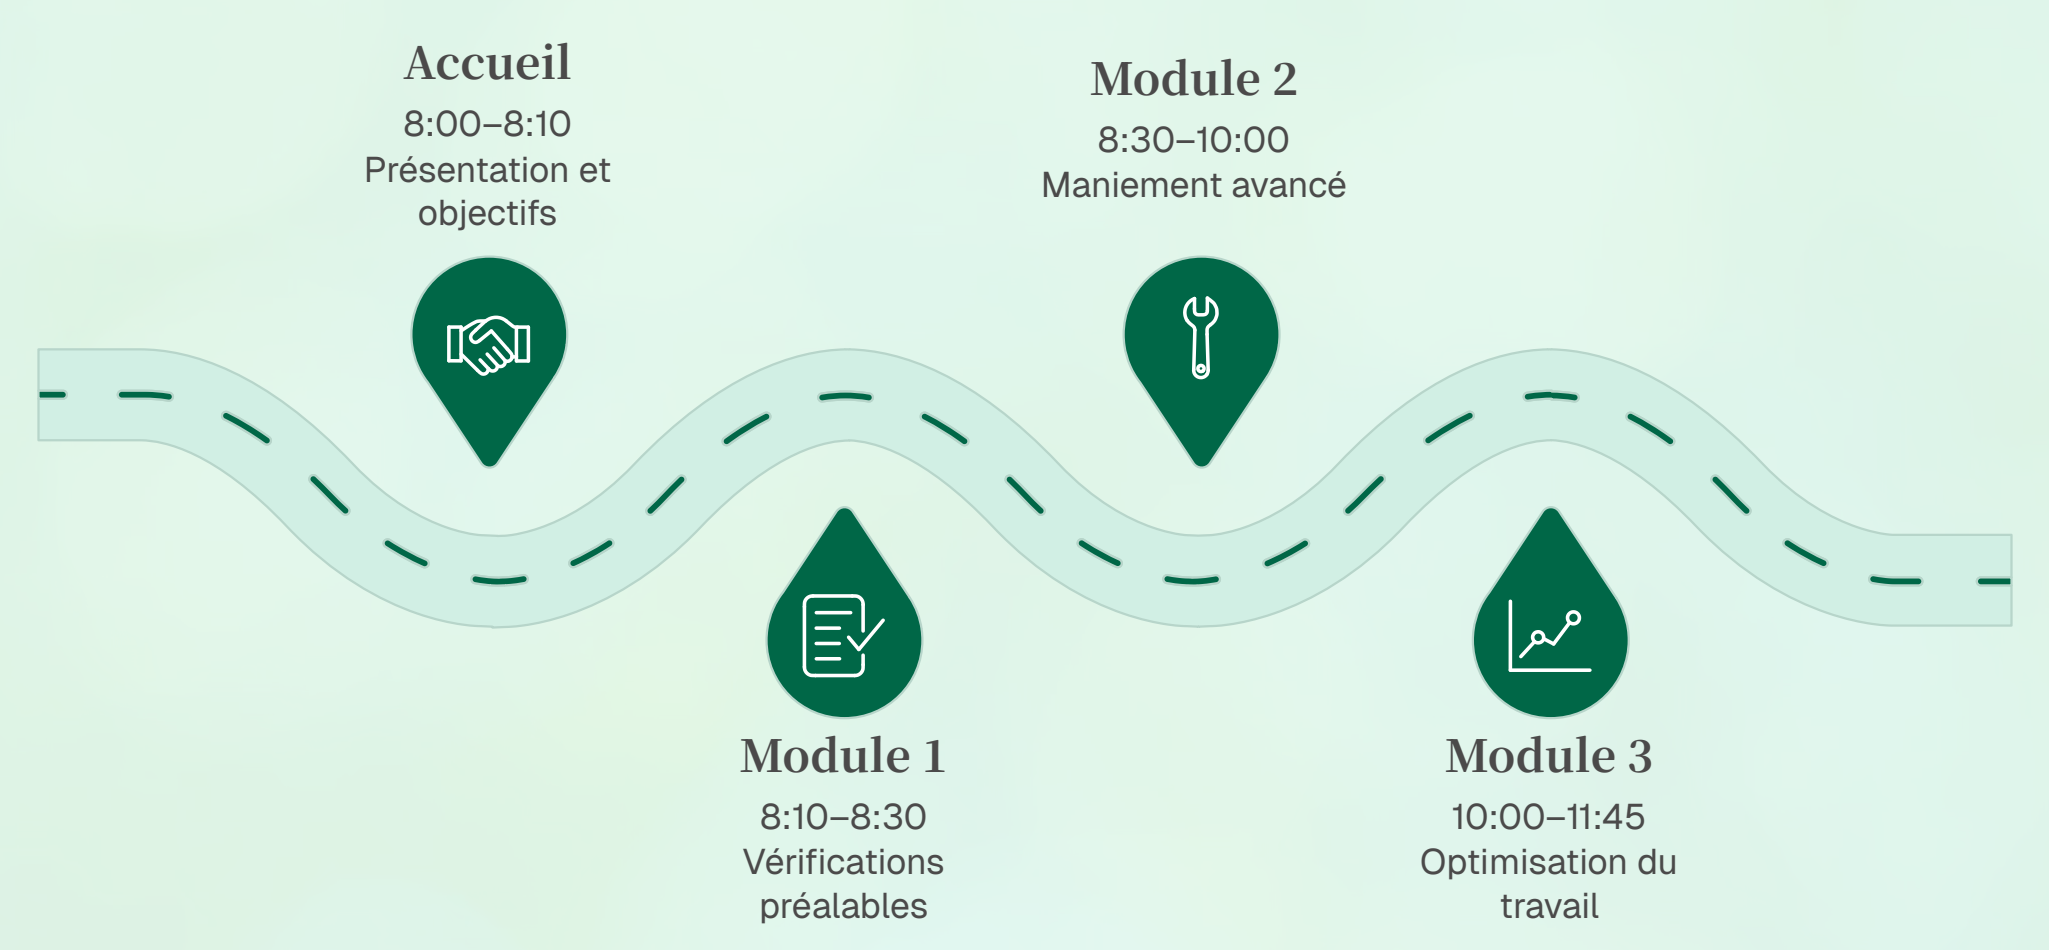 Accueil
8:00–8:10
Présentation et
objectifs
Module 1
8:10–8:30
Vérifications
préalables
Module 2
8:30–10:00
Maniement avancé
Module 3
10:00–11:45
Optimisation du
travail